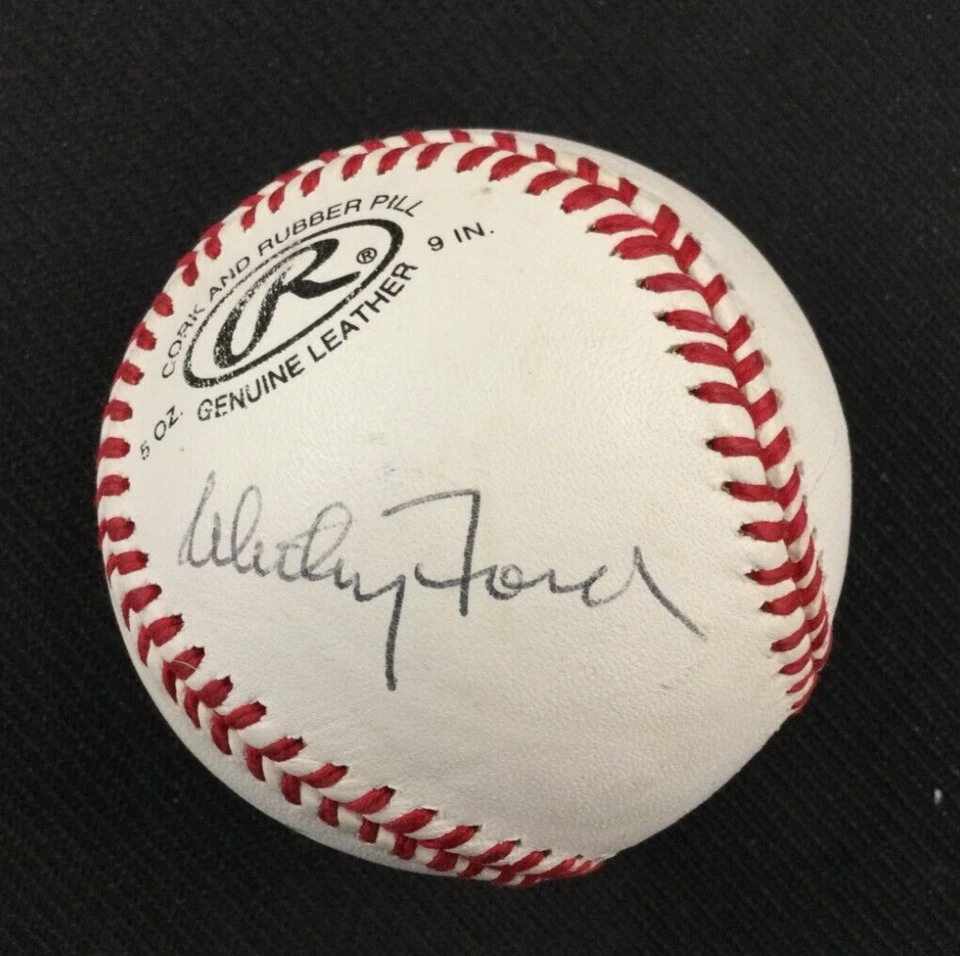 CORK AND RUBBER PILL
R®
5 OZ. GENUINE LEATHER 9 IN.
Whitey Ford